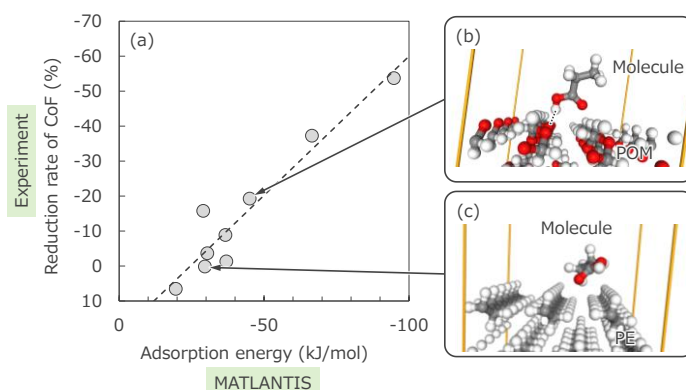 Experiment
Reduction rate of CoF (%)
-70
-60
-50
-40
-30
-20
-10
0
10
(a)
0
-50
-100
Adsorption energy (kJ/mol)
MATLANTIS
(b)
Molecule
POM
(c)
Molecule
PE